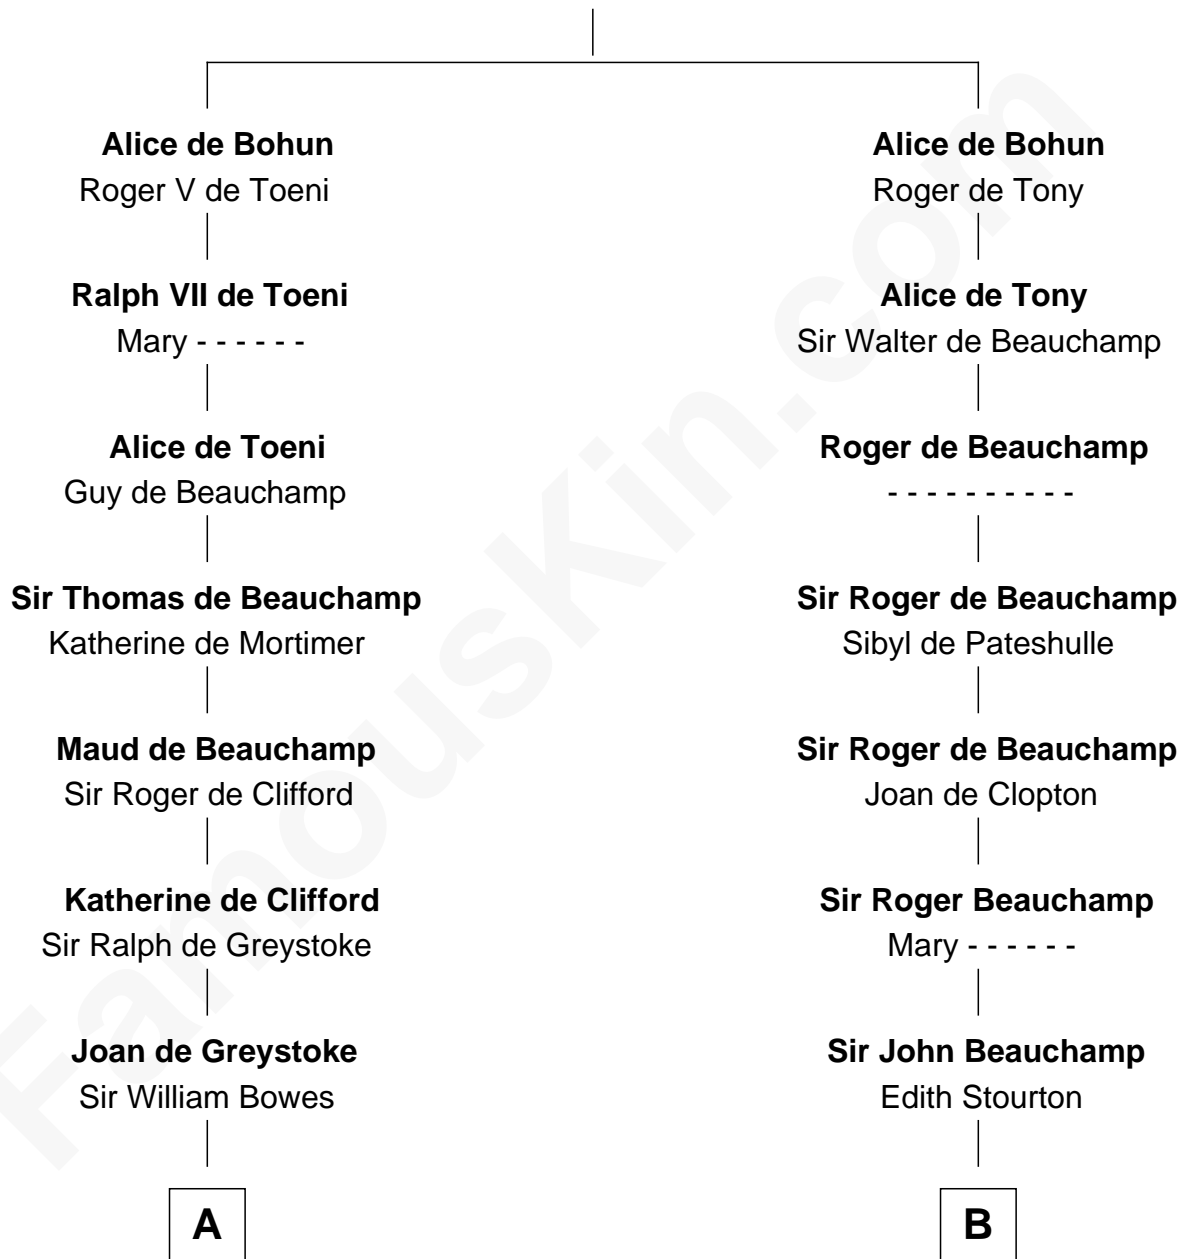 Alice de Bohun
Roger V de Toeni
Ralph VII de Toeni
Mary - - - - - -
Alice de Toeni
Guy de Beauchamp
Sir Thomas de Beauchamp
Katherine de Mortimer
Maud de Beauchamp
Sir Roger de Clifford
Katherine de Clifford
Sir Ralph de Greystoke
Joan de Greystoke
Sir William Bowes
A
Alice de Bohun
Roger de Tony
Alice de Tony
Sir Walter de Beauchamp
Roger de Beauchamp
- - - - - - - - - -
Sir Roger de Beauchamp
Sibyl de Pateshulle
Sir Roger de Beauchamp
Joan de Clopton
Sir Roger Beauchamp
Mary - - - - - -
Sir John Beauchamp
Edith Stourton
B
FamousKin.com